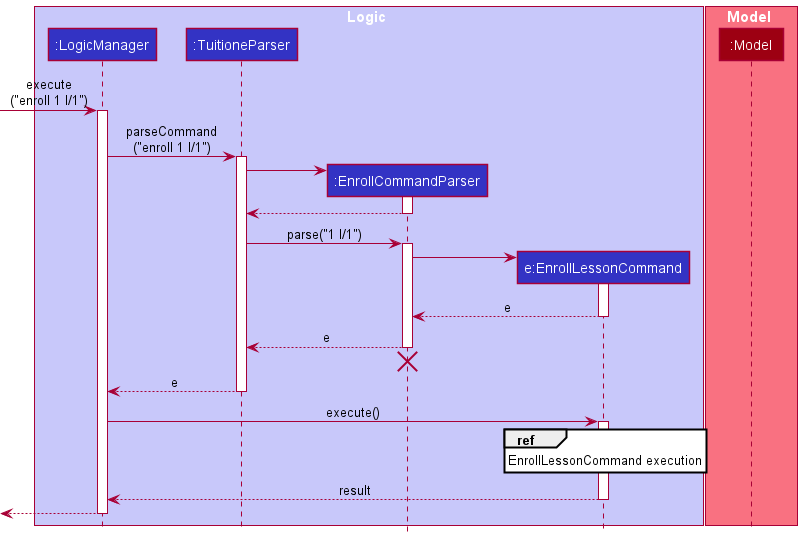 Logic
Model
:LogicManager
:TuitioneParser
:Model
execute
("enroll 1 l/1")
parseCommand
("enroll 1 l/1")
:EnrollCommandParser
parse("1 l/1")
e:EnrollLessonCommand
e
e
e
execute()
ref
EnrollLessonCommand execution
result